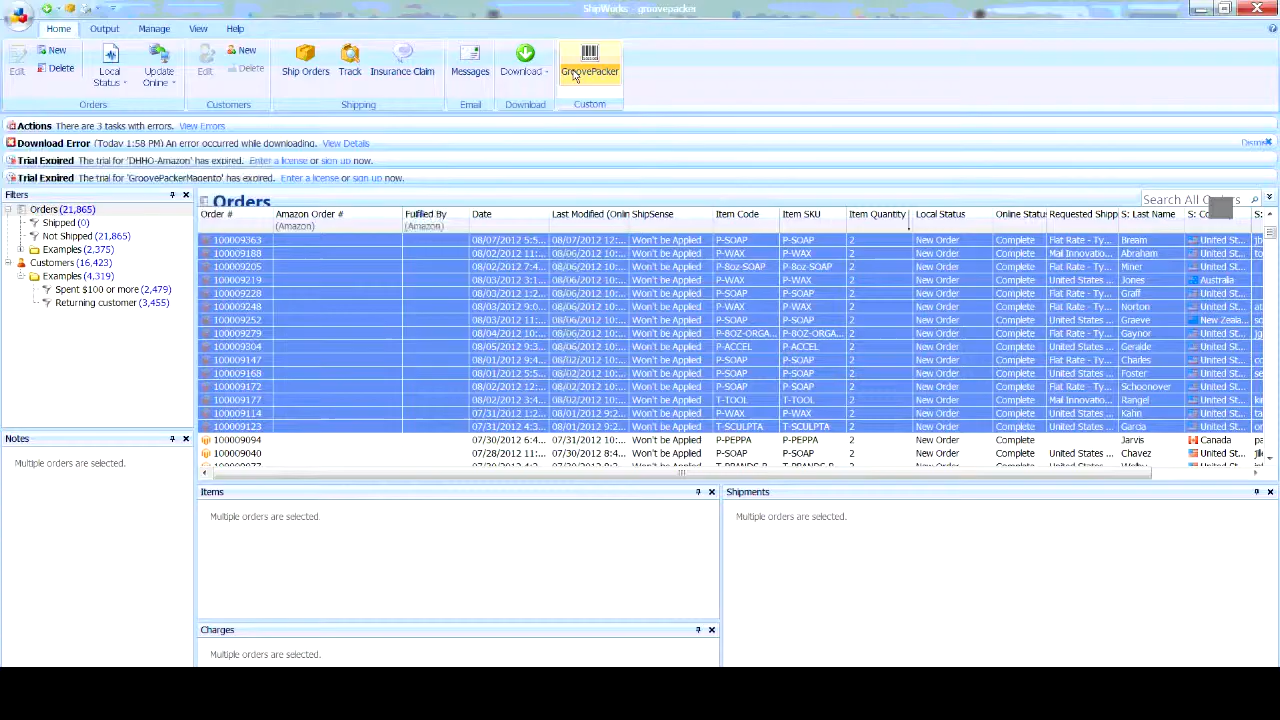 ShipWorks - groovepacker
Home Output Manage View Help
Edit New Delete Local Status Update Online Edit New Delete Ship Orders Track Insurance Claim Messages Download GroovePacker
Orders Customers Shipping Email Download Custom
Actions There are 3 tasks with errors. View Errors
Download Error (Today 1:58 PM) An error occurred while downloading. View Details
Trial Expired The trial for 'DHHO-Amazon' has expired. Enter a license or sign up now.
Trial Expired The trial for 'GroovePackerMagento' has expired. Enter a license or sign up now.
Filters
Orders (21,865)
Shipped (0)
Not Shipped (21,865)
Examples (2,375)
Customers (16,423)
Examples (4,319)
Spent $100 or more (2,479)
Returning customer (3,455)
Notes
Multiple orders are selected.
Orders Search All Orders
Order # Amazon Order # (Amazon) Fulfilled By (Amazon) Date Last Modified (Onlin ShipSense Item Code Item SKU Item Quantity Local Status Online Status Requested Shipp S: Last Name
100009363 08/07/2012 5:5... 08/07/2012 12:... Won't be Applied P-SOAP P-SOAP 2 New Order Complete Flat Rate - Ty... Bream United St...
100009188 08/02/2012 11:... 08/06/2012 10:... Won't be Applied P-WAX P-WAX 2 New Order Complete Mail Innovatio... Abraham United St...
100009205 08/02/2012 7:4... 08/06/2012 10:... Won't be Applied P-8oz-SOAP P-8oz-SOAP 2 New Order Complete Flat Rate - Ty... Miner United St...
100009219 08/03/2012 3:1... 08/06/2012 10:... Won't be Applied P-WAX P-WAX 2 New Order Complete United States ... Jones Australia
100009228 08/03/2012 1:2... 08/06/2012 10:... Won't be Applied P-SOAP P-SOAP 2 New Order Complete Flat Rate - Ty... Graff United St...
100009248 08/03/2012 9:0... 08/06/2012 10:... Won't be Applied P-WAX P-WAX 2 New Order Complete Flat Rate - Ty... Norton United St...
100009252 08/03/2012 11:... 08/06/2012 10:... Won't be Applied P-SOAP P-SOAP 2 New Order Complete United States ... Graeve New Zeala...
100009279 08/04/2012 10:... 08/06/2012 10:... Won't be Applied P-8OZ-ORGA... P-8OZ-ORGA... 2 New Order Complete Flat Rate - Ty... Gaynor United St...
100009304 08/05/2012 9:3... 08/06/2012 10:... Won't be Applied P-ACCEL P-ACCEL 2 New Order Complete United States ... Geraide United St...
100009147 08/01/2012 9:4... 08/02/2012 10:... Won't be Applied P-SOAP P-SOAP 2 New Order Complete Flat Rate - Ty... Charles United St...
100009168 08/01/2012 5:5... 08/02/2012 10:... Won't be Applied P-SOAP P-SOAP 2 New Order Complete United States ... Foster United St...
100009172 08/02/2012 12:... 08/02/2012 10:... Won't be Applied P-SOAP P-SOAP 2 New Order Complete Flat Rate - Ty... Schoonover United St...
100009177 08/02/2012 3:4... 08/02/2012 10:... Won't be Applied T-TOOL T-TOOL 2 New Order Complete Mail Innovatio... Rangel United St...
100009114 07/31/2012 1:2... 08/01/2012 9:2... Won't be Applied P-WAX P-WAX 2 New Order Complete United States ... Kahn United St...
100009123 07/31/2012 4:5... 08/01/2012 9:2... Won't be Applied T-SCULPTA T-SCULPTA 2 New Order Complete United States ... Garcia United St...
100009094 07/30/2012 6:4... 07/31/2012 10:... Won't be Applied P-PEPPA P-PEPPA 2 New Order Complete Jarvis Canada
100009040 07/28/2012 11:... 07/30/2012 8:4... Won't be Applied P-SOAP P-SOAP 2 New Order Complete United States ... Chavez United St...
Items
Multiple orders are selected.
Shipments
Multiple orders are selected.
Charges
Multiple orders are selected.